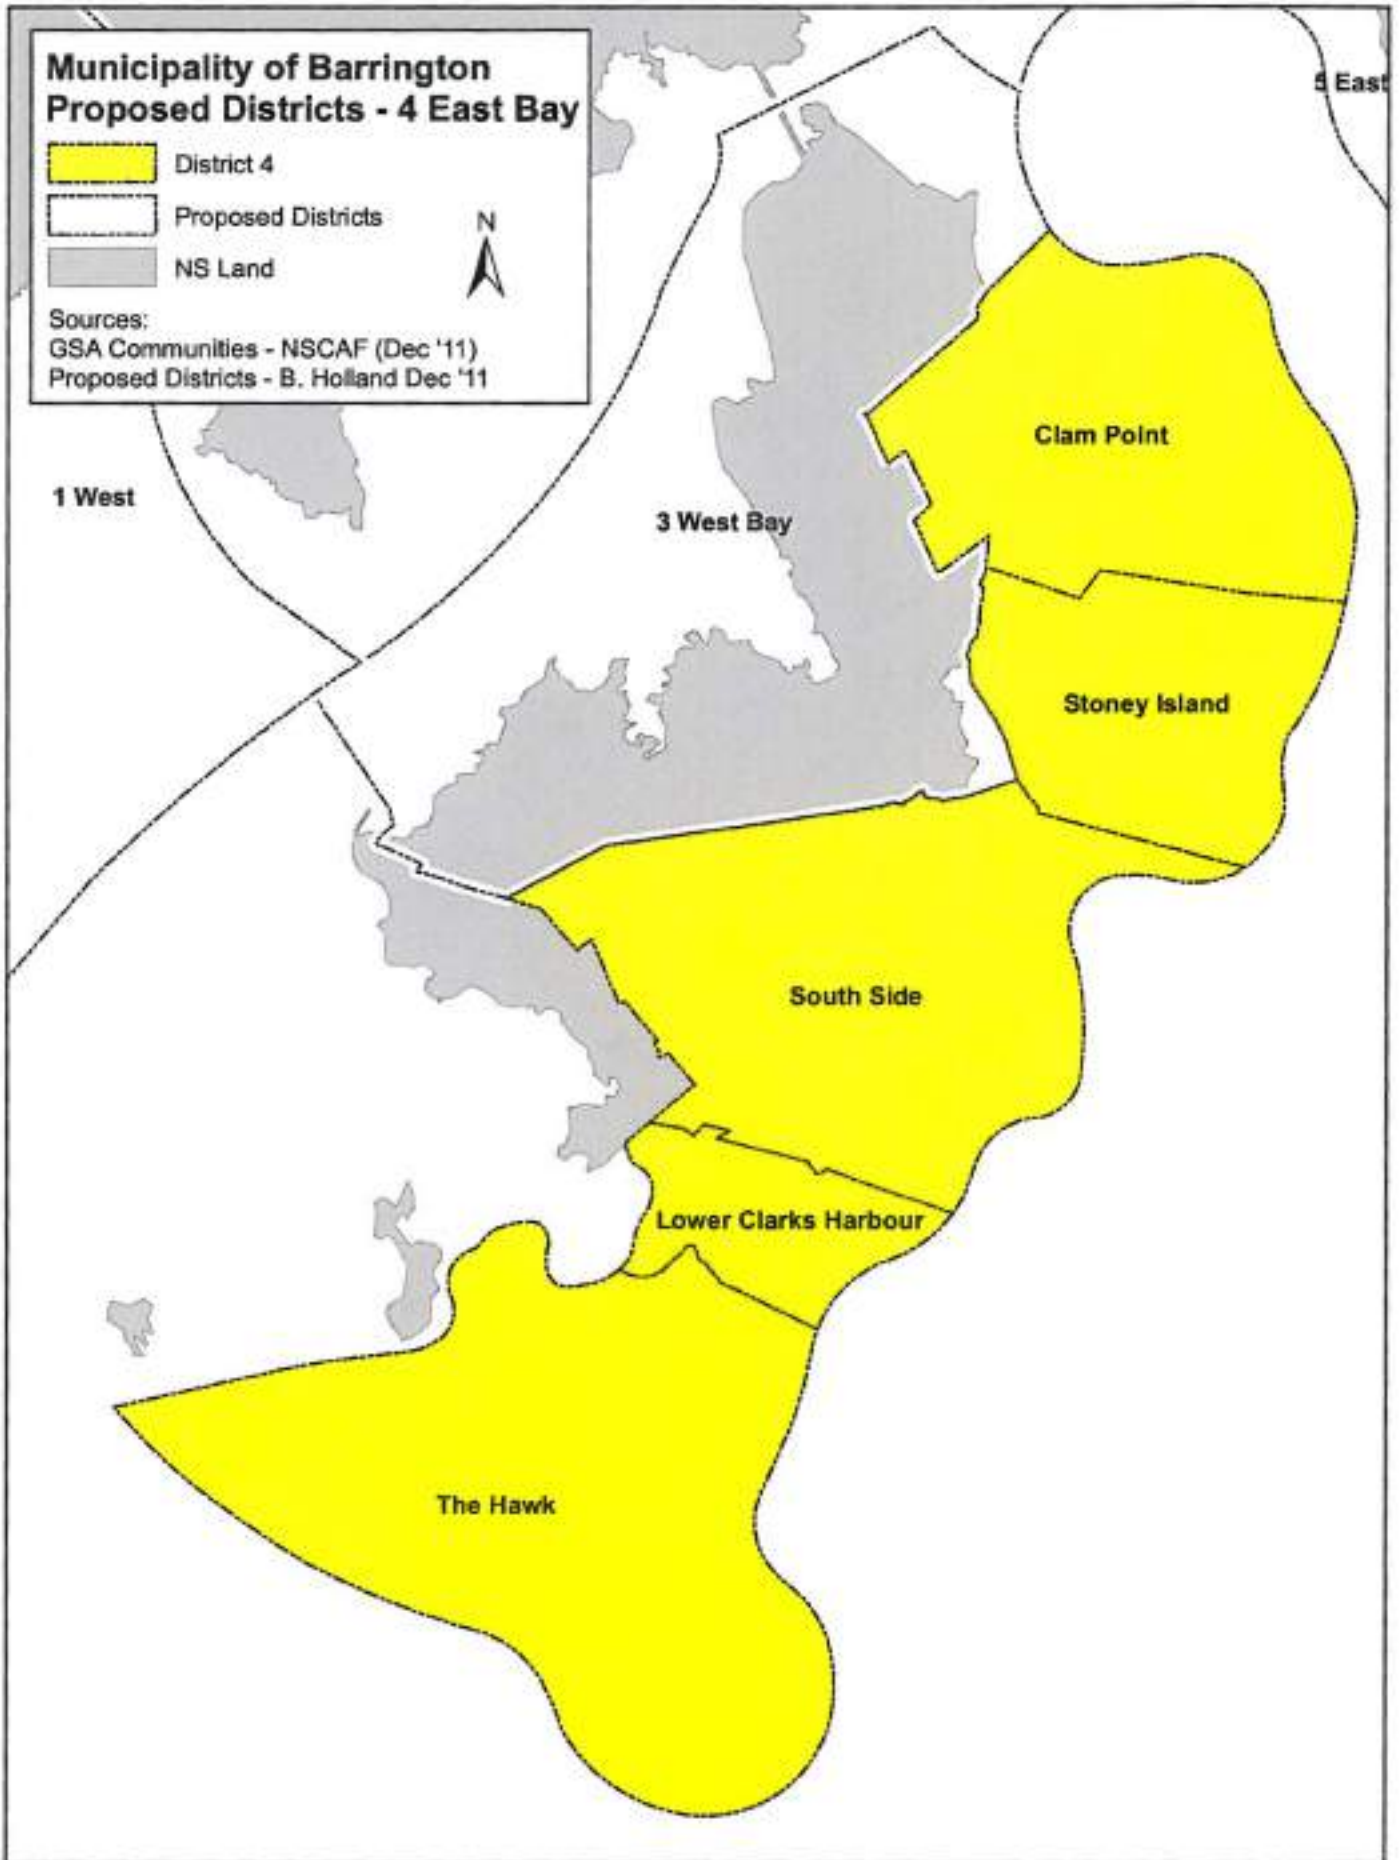 Municipality of Barrington
Proposed Districts - 4 East Bay
District 4
Proposed Districts
NS Land
N
Sources:
GSA Communities - NSCAF (Dec '11)
Proposed Districts - B. Holland Dec '11
5 East
Clam Point
1 West
3 West Bay
Stoney Island
South Side
Lower Clarks Harbour
The Hawk